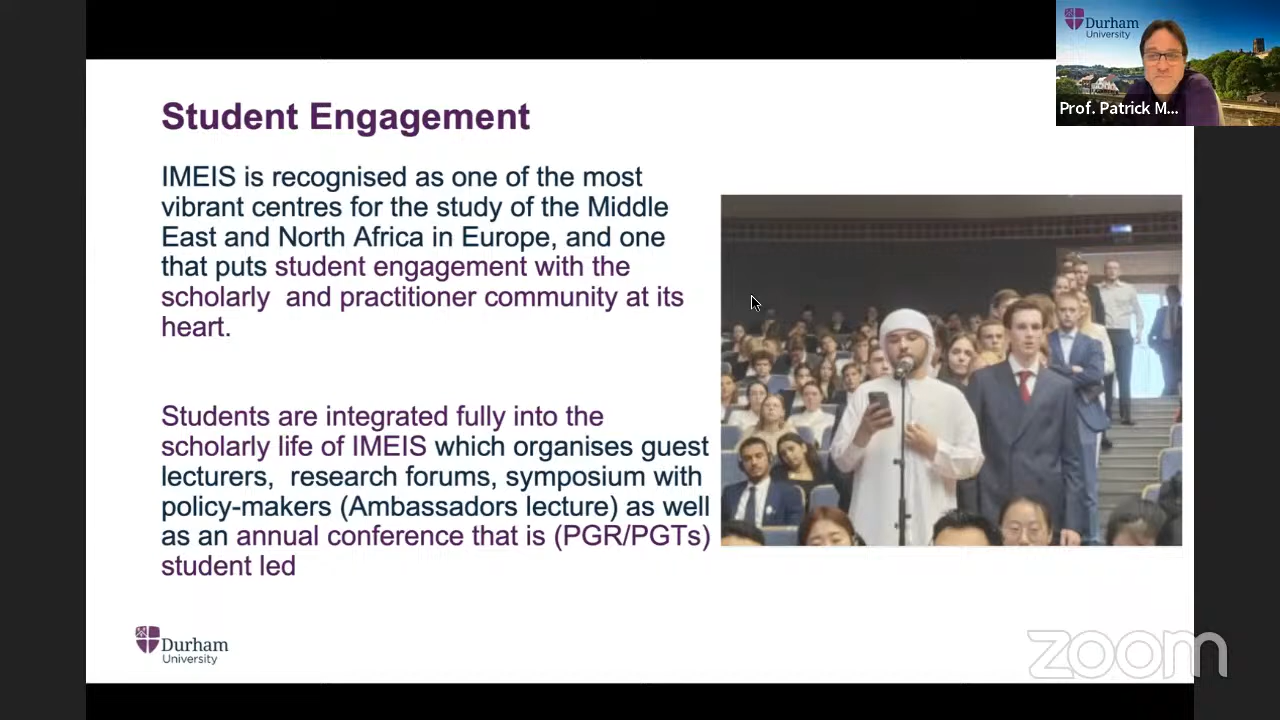 Durham
University
Prof. Patrick M...
Student Engagement
IMEIS is recognised as one of the most
vibrant centres for the study of the Middle
East and North Africa in Europe, and one
that puts student engagement with the
scholarly  and practitioner community at its
heart.
Students are integrated fully into the
scholarly life of IMEIS which organises guest
lecturers,  research forums, symposium with
policy-makers (Ambassadors lecture) as well
as an annual conference that is (PGR/PGTs)
student led
Durham
University
zoom